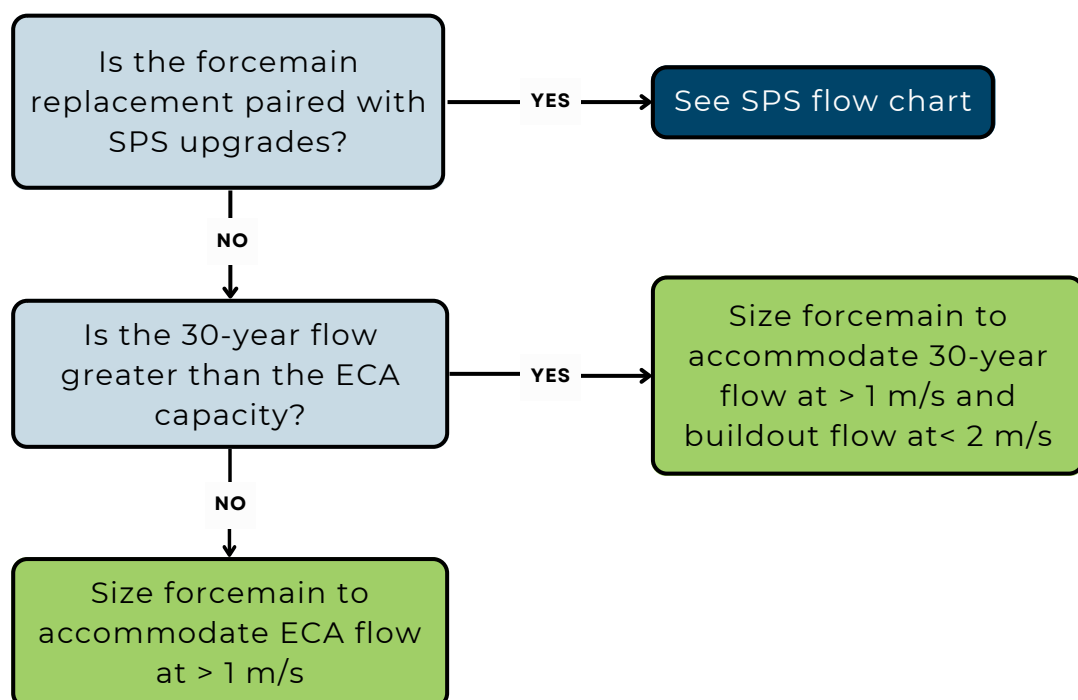 Is the forcemain
replacement paired with
SPS upgrades?
YES
See SPS flow chart
NO
Is the 30-year flow
greater than the ECA
capacity?
YES
Size forcemain to
accommodate 30-year
flow at > 1 m/s and
buildout flow at< 2 m/s
NO
Size forcemain to
accommodate ECA flow
at > 1 m/s